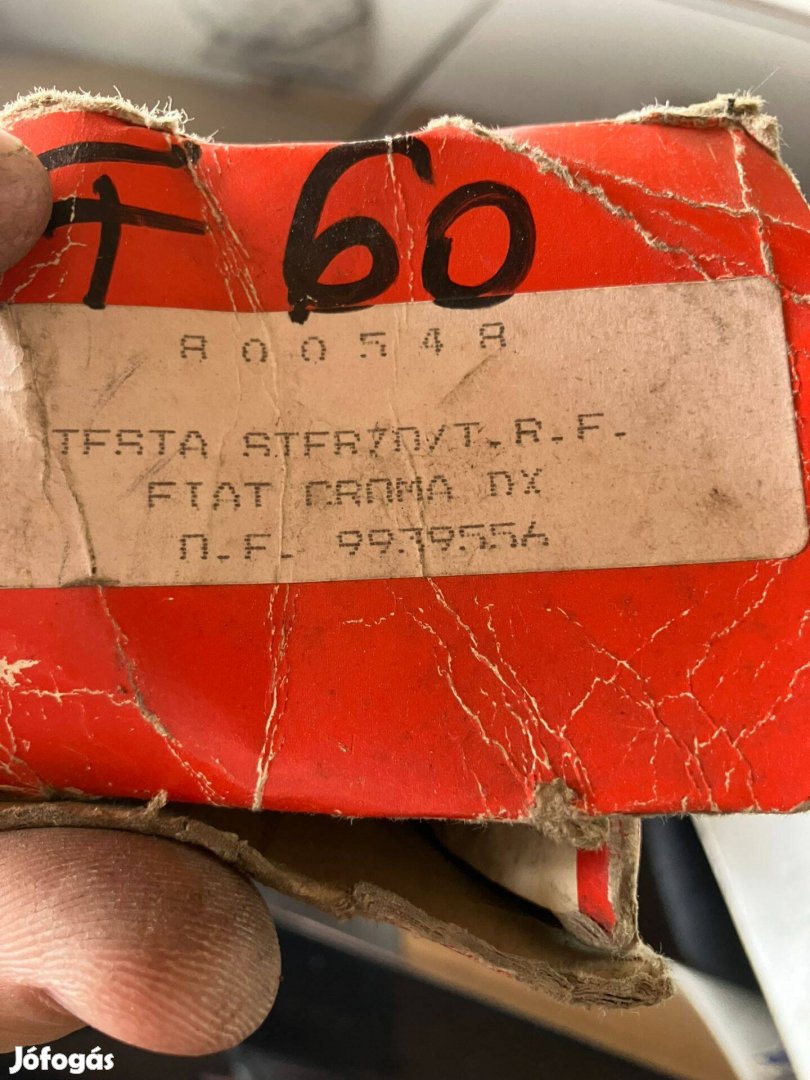 F 60
800548
TESTA STER/D/T.R.F.
FIAT CROMA DX
O.F. 9939556
Jófogás